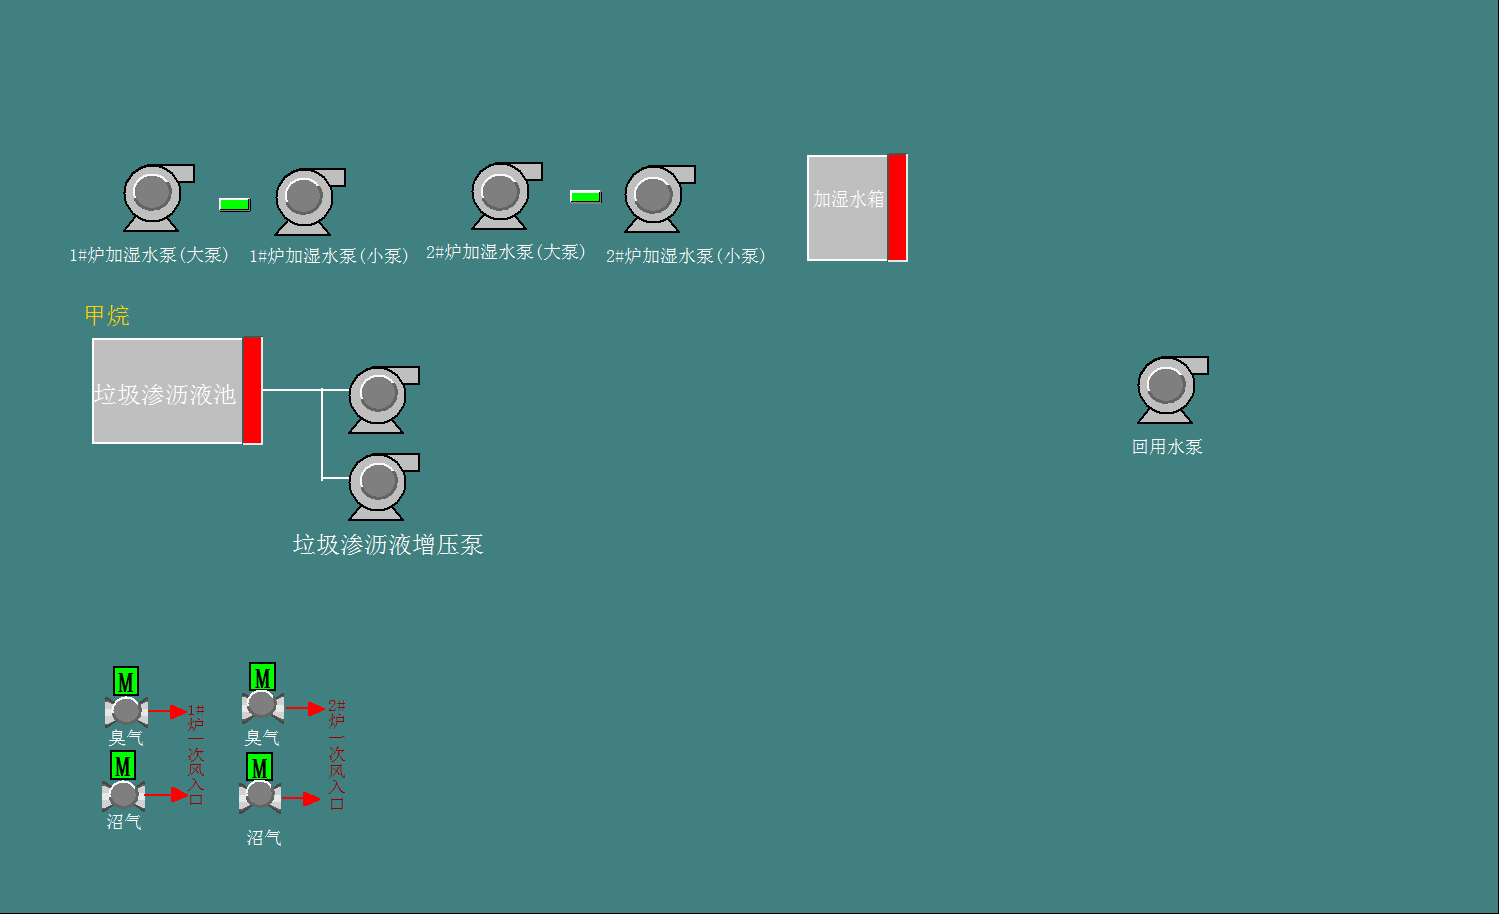 加湿水箱
1#炉加湿水泵(大泵)
1#炉加湿水泵(小泵)
2#炉加湿水泵(大泵)
2#炉加湿水泵(小泵)
甲烷
垃圾渗沥液池
回用水泵
垃圾渗沥液增压泵
M
M
1#炉一次风入口
2#炉一次风入口
臭气
臭气
M
M
沼气
沼气